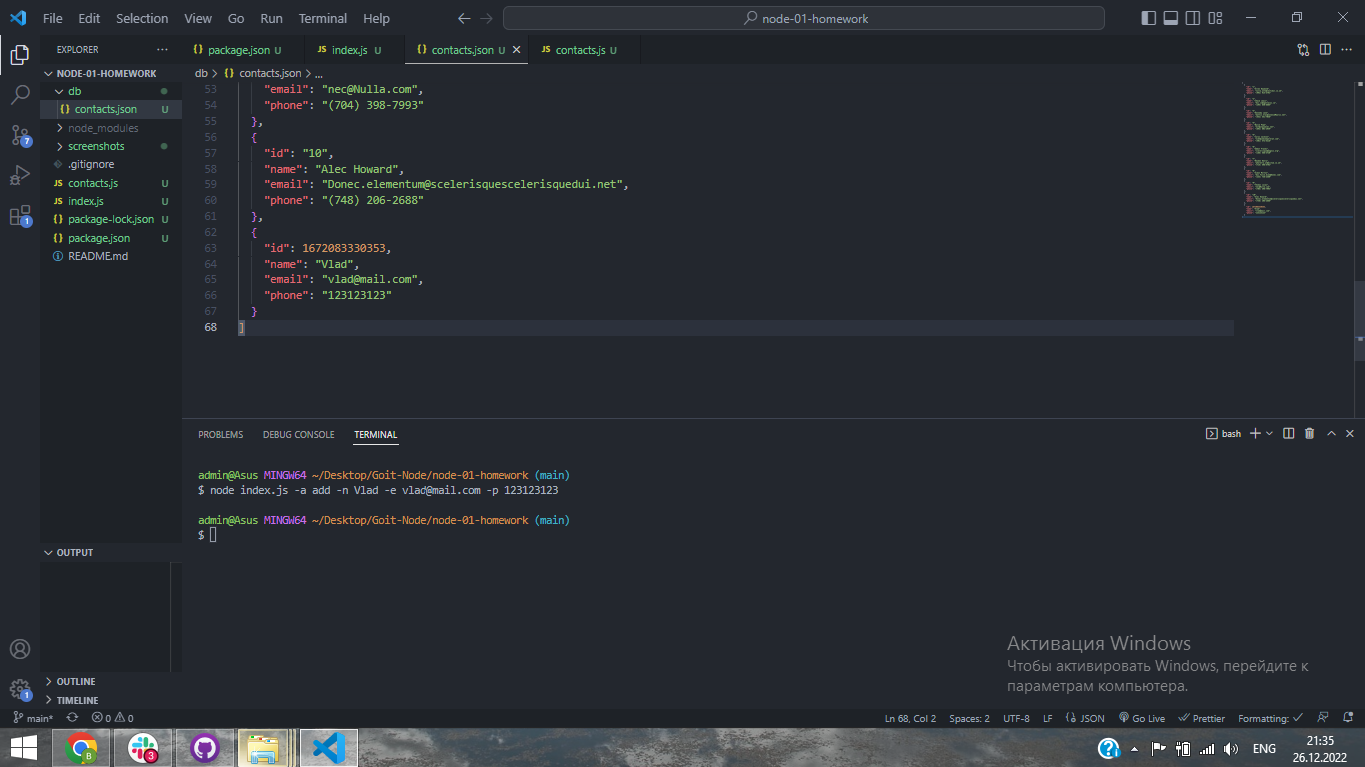 File Edit Selection View Go Run Terminal Help node-01-homework
EXPLORER ···
package.json U index.js U contacts.json U contacts.js U
db > contacts.json > ...
NODE-01-HOMEWORK
db
contacts.json U
node_modules
screenshots
.gitignore
contacts.js U
index.js U
package-lock.json U
package.json U
README.md
7
1
53 "email": "nec@Nulla.com",
54 "phone": "(704) 398-7993"
55 },
56 {
57 "id": "10",
58 "name": "Alec Howard",
59 "email": "Donec.elementum@scelerisquescelerisquedui.net",
60 "phone": "(748) 206-2688"
61 },
62 {
63 "id": 1672083330353,
64 "name": "Vlad",
65 "email": "vlad@mail.com",
66 "phone": "123123123"
67 }
68 ]
PROBLEMS DEBUG CONSOLE TERMINAL bash
admin@Asus MINGW64 ~/Desktop/Goit-Node/node-01-homework (main)
$ node index.js -a add -n Vlad -e vlad@mail.com -p 123123123
admin@Asus MINGW64 ~/Desktop/Goit-Node/node-01-homework (main)
$
OUTPUT
OUTLINE
TIMELINE
1
Активация Windows
Чтобы активировать Windows, перейдите к
параметрам компьютера.
main* 0 0 Ln 68, Col 2 Spaces: 2 UTF-8 LF JSON Go Live Prettier Formating: ✓
B 3 ENG 21:35
26.12.2022